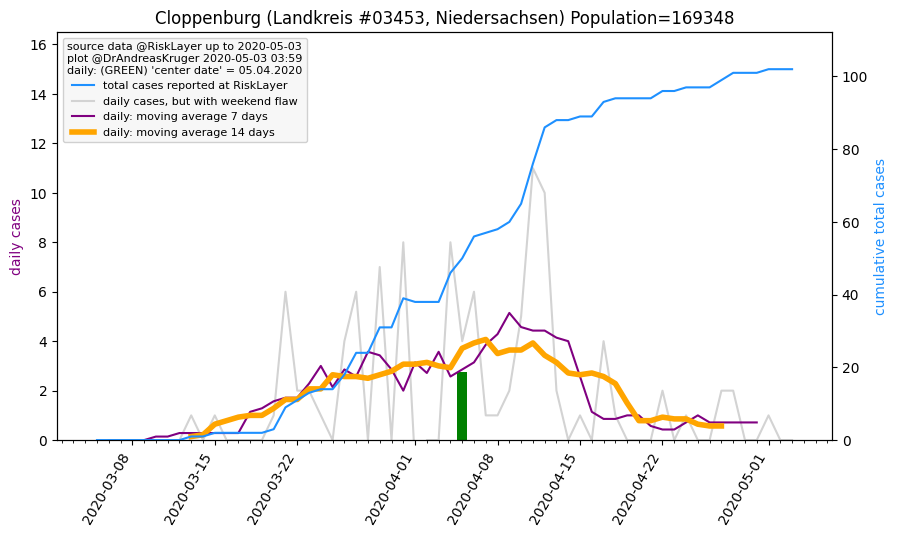 Cloppenburg (Landkreis #03453, Niedersachsen) Population=169348
source data @RiskLayer up to 2020-05-03
plot @DrAndreasKruger 2020-05-03 03:59
daily: (GREEN) 'center date' = 05.04.2020
total cases reported at RiskLayer
daily cases, but with weekend flaw
daily: moving average 7 days
daily: moving average 14 days
daily cases
16
14
12
10
8
6
4
2
0
cumulative total cases
100
80
60
40
20
0
2020-03-08
2020-03-15
2020-03-22
2020-04-01
2020-04-08
2020-04-15
2020-04-22
2020-05-01